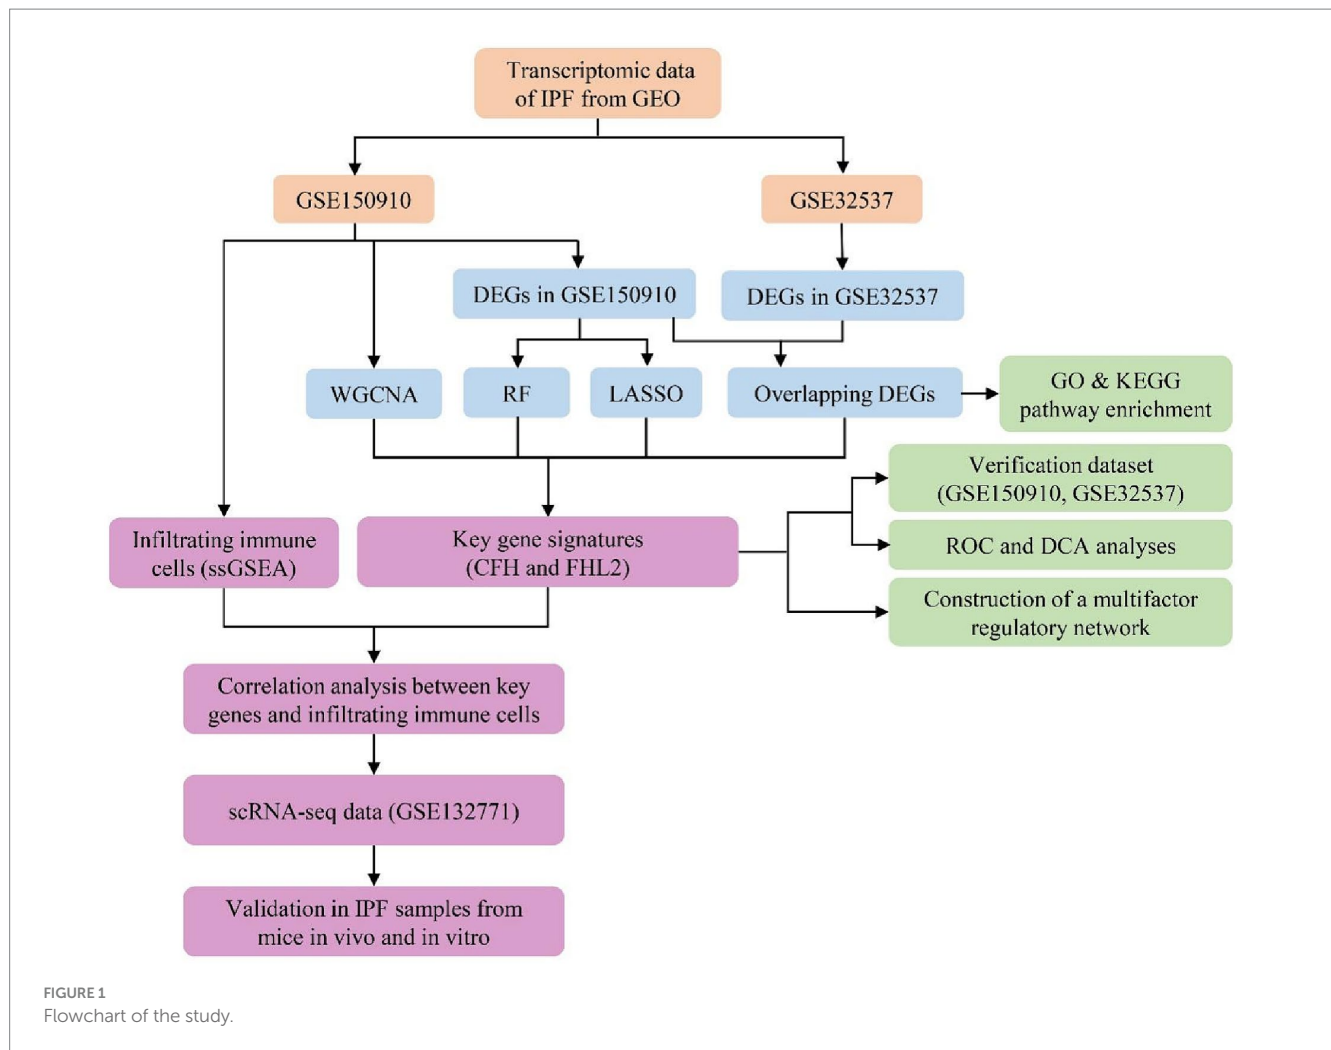 Transcriptomic data
of IPF from GEO
GSE150910
GSE32537
DEGs in GSE150910
DEGs in GSE32537
WGCNA
RF
LASSO
Overlapping DEGs
GO & KEGG
pathway enrichment
Verification dataset
(GSE150910, GSE32537)
ROC and DCA analyses
Construction of a multifactor
regulatory network
Infiltrating immune
cells (ssGSEA)
Key gene signatures
(CFH and FHL2)
Correlation analysis between key
genes and infiltrating immune cells
scRNA-seq data (GSE132771)
Validation in IPF samples from
mice in vivo and in vitro
FIGURE 1
Flowchart of the study.